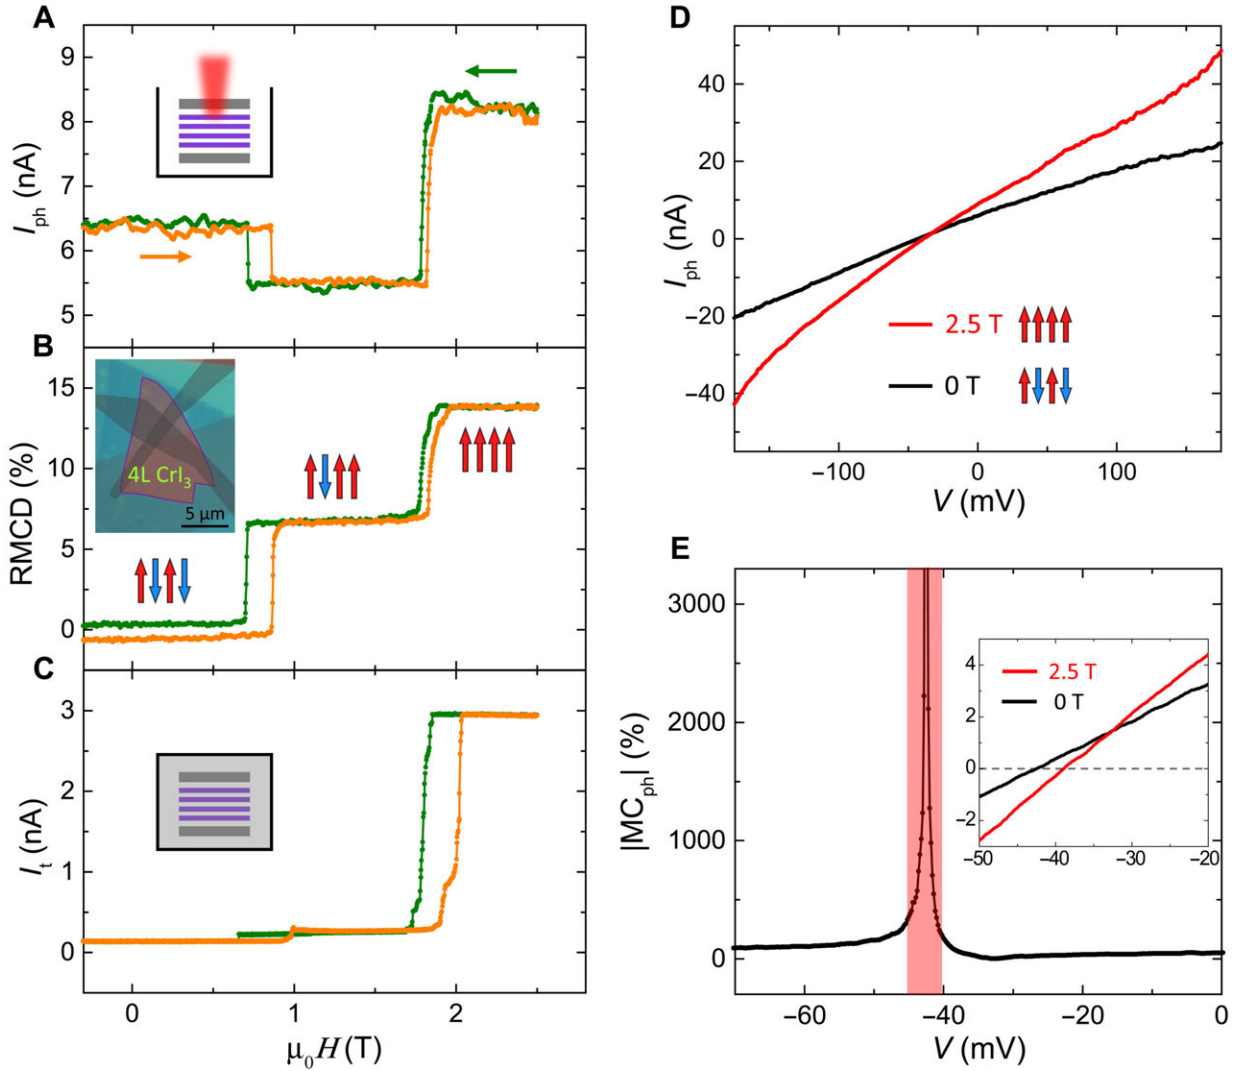 A
9
8
7
6
5
I_ph (nA)
B
15
10
5
0
RMCD (%)
4L CrI₃
5 μm
C
3
2
1
0
I_t (nA)
0
1
2
μ₀H (T)
D
40
20
0
−20
−40
I_ph (nA)
2.5 T
0 T
−100
0
100
V (mV)
E
3000
2000
1000
0
|MC_ph| (%)
−60
−40
−20
0
V (mV)
4
2
0
−2
2.5 T
0 T
−50
−40
−30
−20